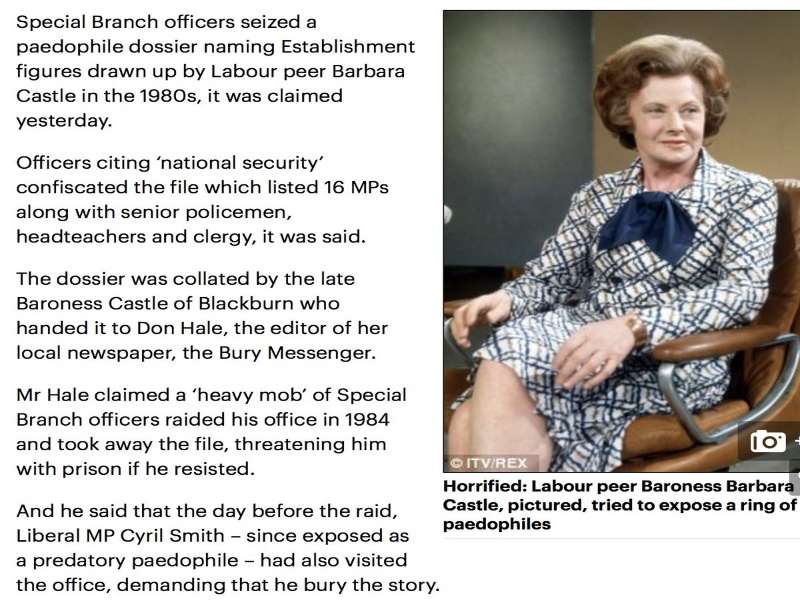 Special Branch officers seized a
paedophile dossier naming Establishment
figures drawn up by Labour peer Barbara
Castle in the 1980s, it was claimed
yesterday.
Officers citing ‘national security’
confiscated the file which listed 16 MPs
along with senior policemen,
headteachers and clergy, it was said.
The dossier was collated by the late
Baroness Castle of Blackburn who
handed it to Don Hale, the editor of her
local newspaper, the Bury Messenger.
Mr Hale claimed a ‘heavy mob’ of Special
Branch officers raided his office in 1984
and took away the file, threatening him
with prison if he resisted.
And he said that the day before the raid,
Liberal MP Cyril Smith – since exposed as
a predatory paedophile – had also visited
the office, demanding that he bury the story.
© ITV/REX
Horrified: Labour peer Baroness Barbara
Castle, pictured, tried to expose a ring of
paedophiles